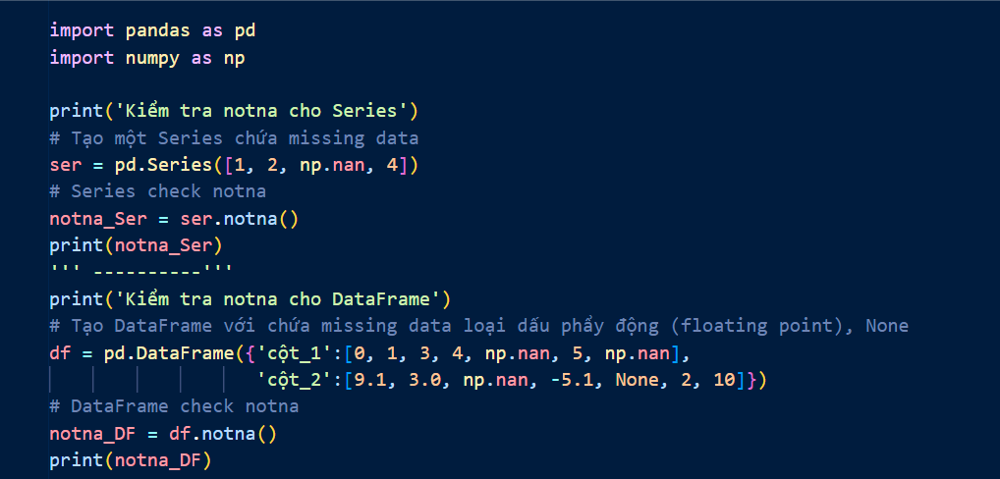 import pandas as pd
import numpy as np

print('Kiểm tra notna cho Series')
# Tạo một Series chứa missing data
ser = pd.Series([1, 2, np.nan, 4])
# Series check notna
notna_Ser = ser.notna()
print(notna_Ser)
''' ----------'''
print('Kiểm tra notna cho DataFrame')
# Tạo DataFrame với chứa missing data loại dấu phẩy động (floating point), None
df = pd.DataFrame({'cột_1':[0, 1, 3, 4, np.nan, 5, np.nan],
                   'cột_2':[9.1, 3.0, np.nan, -5.1, None, 2, 10]})
# DataFrame check notna
notna_DF = df.notna()
print(notna_DF)